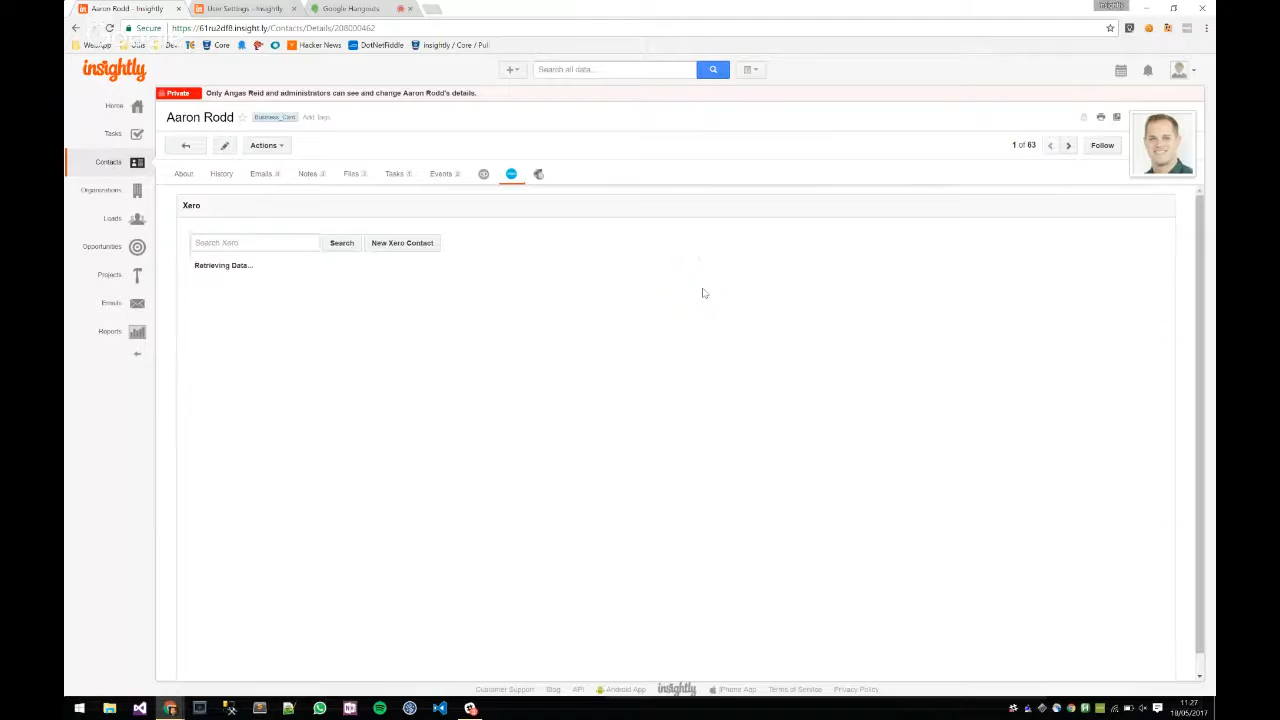 Aaron Rodd - Insightly
User Settings - Insightly
Google Hangouts
Secure
https://61ru2df8.insight.ly/Contacts/Details/208000462
WebApp
Utils
Dev
Core
Hacker News
DotNetFiddle
insightly / Core / Pull
insightly
Search all data...
Private
Only Angas Reid and administrators can see and change Aaron Rodd's details.
Home
Aaron Rodd
Business_Card
Add Tags
Tasks
Actions
1 of 63
Follow
Contacts
About
History
Emails
Notes
Files
Tasks
Events
Organizations
Xero
Leads
Search Xero
Search
New Xero Contact
Opportunities
Retrieving Data...
Projects
Emails
Reports
Customer Support
Blog
API
Android App
insightly
iPhone App
Terms of Service
Privacy Policy
11:27
18/05/2017